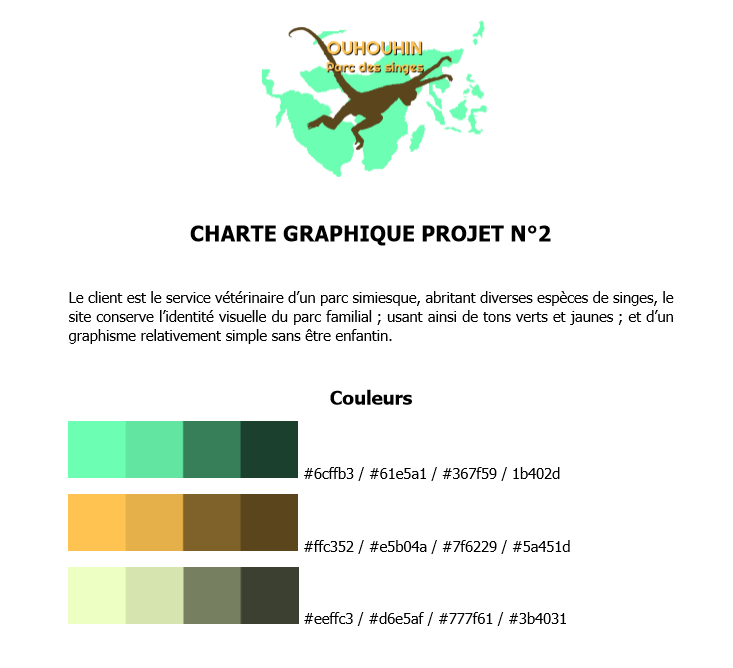 OUHOUHIN
Parc des singes
CHARTE GRAPHIQUE PROJET N°2
Le client est le service vétérinaire d’un parc simiesque, abritant diverses espèces de singes, le
site conserve l’identité visuelle du parc familial ; usant ainsi de tons verts et jaunes ; et d’un
graphisme relativement simple sans être enfantin.
Couleurs
#6cffb3 / #61e5a1 / #367f59 / 1b402d
#ffc352 / #e5b04a / #7f6229 / #5a451d
#eeffc3 / #d6e5af / #777f61 / #3b4031